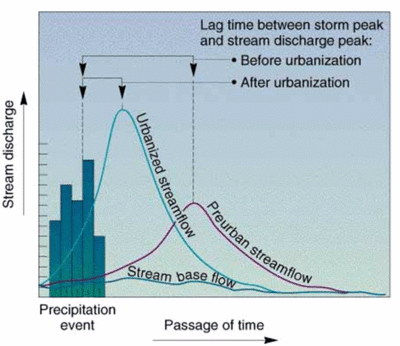 Lag time between storm peak
and stream discharge peak:
• Before urbanization
• After urbanization
Stream discharge
Urbanized streamflow
Preurban streamflow
Stream base flow
Precipitation
event
Passage of time